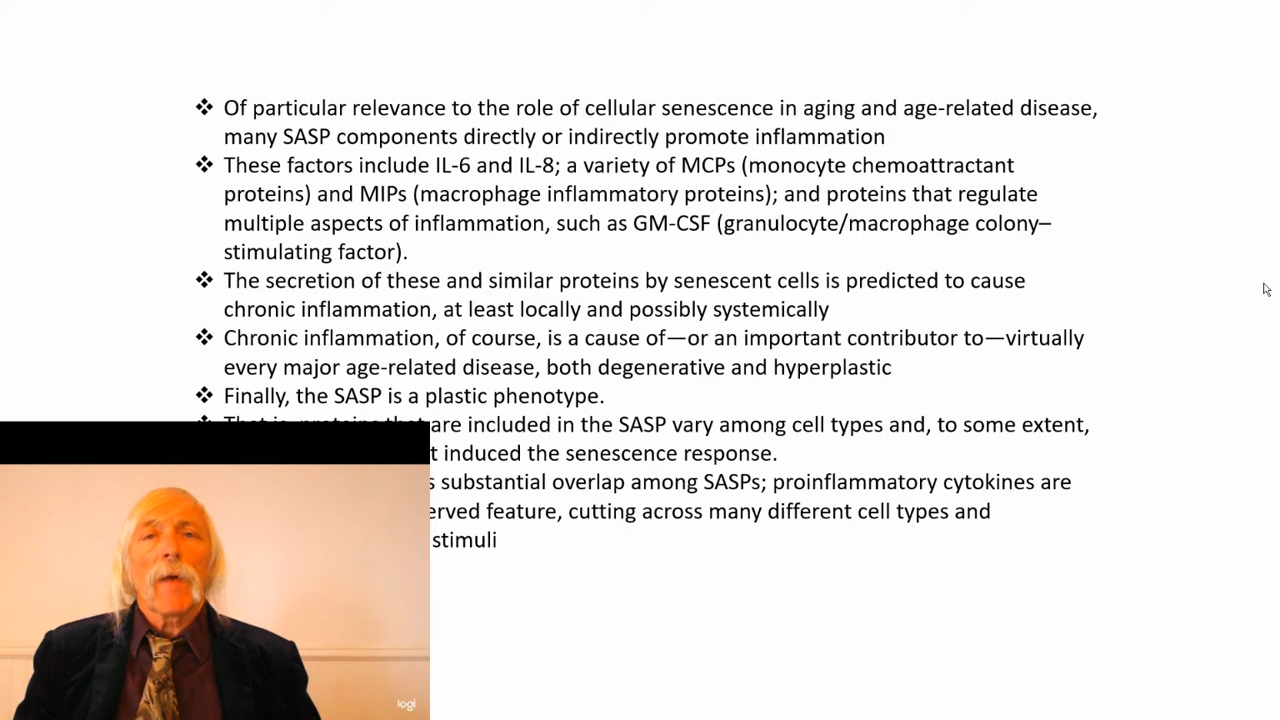 ❖ Of particular relevance to the role of cellular senescence in aging and age-related disease,
many SASP components directly or indirectly promote inflammation
❖ These factors include IL-6 and IL-8; a variety of MCPs (monocyte chemoattractant
proteins) and MIPs (macrophage inflammatory proteins); and proteins that regulate
multiple aspects of inflammation, such as GM-CSF (granulocyte/macrophage colony–
stimulating factor).
❖ The secretion of these and similar proteins by senescent cells is predicted to cause
chronic inflammation, at least locally and possibly systemically
❖ Chronic inflammation, of course, is a cause of—or an important contributor to—virtually
every major age-related disease, both degenerative and hyperplastic
❖ Finally, the SASP is a plastic phenotype.
❖ That is, proteins that are included in the SASP vary among cell types and, to some extent,
induced the senescence response.
substantial overlap among SASPs; proinflammatory cytokines are
feature, cutting across many different cell types and
stimuli
logi